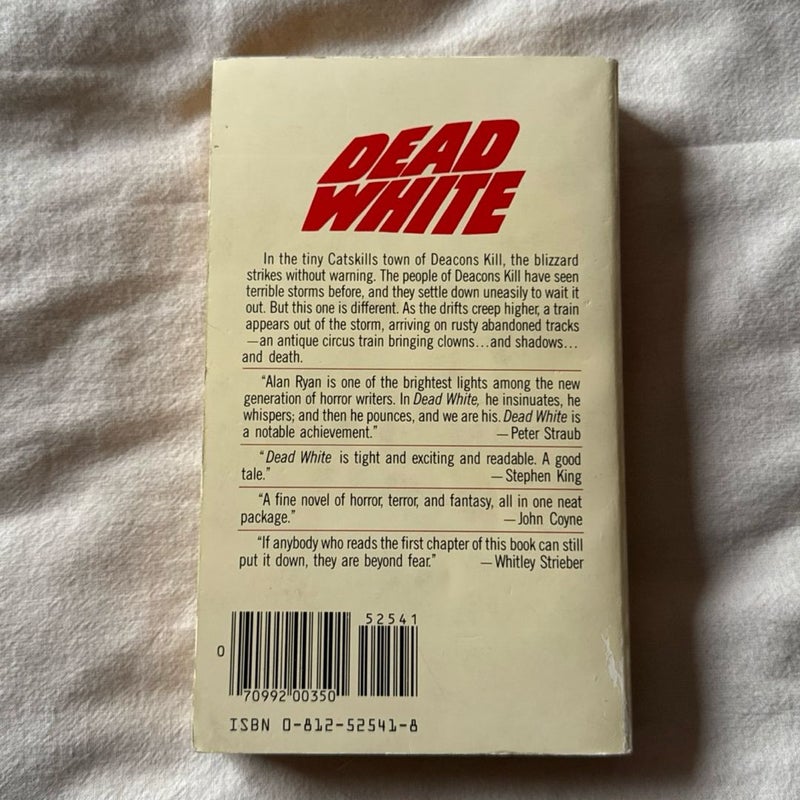 DEAD
WHITE
In the tiny Catskills town of Deacons Kill, the blizzard
strikes without warning. The people of Deacons Kill have seen
terrible storms before, and they settle down uneasily to wait it
out. But this one is different. As the drifts creep higher, a train
appears out of the storm, arriving on rusty abandoned tracks
—an antique circus train bringing clowns...and shadows...
and death.
"Alan Ryan is one of the brightest lights among the new
generation of horror writers. In Dead White, he insinuates, he
whispers; and then he pounces, and we are his. Dead White is
a notable achievement." —Peter Straub
"Dead White is tight and exciting and readable. A good
tale." —Stephen King
"A fine novel of horror, terror, and fantasy, all in one neat
package." —John Coyne
"If anybody who reads the first chapter of this book can still
put it down, they are beyond fear." —Whitley Strieber
52541
0 70992 00350
ISBN 0-812-52541-8